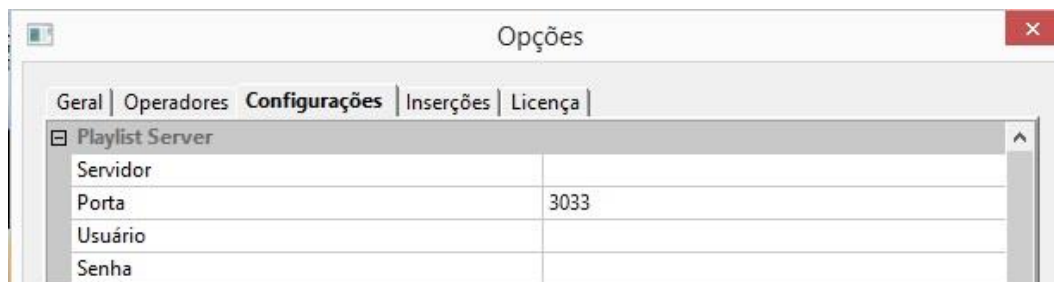 Opções
Geral Operadores Configurações Inserções Licença
Playlist Server
Servidor
Porta 3033
Usuário
Senha